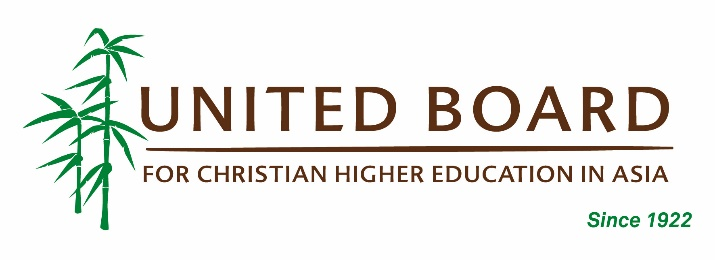 UNITED BOARD
FOR CHRISTIAN HIGHER EDUCATION IN ASIA
Since 1922